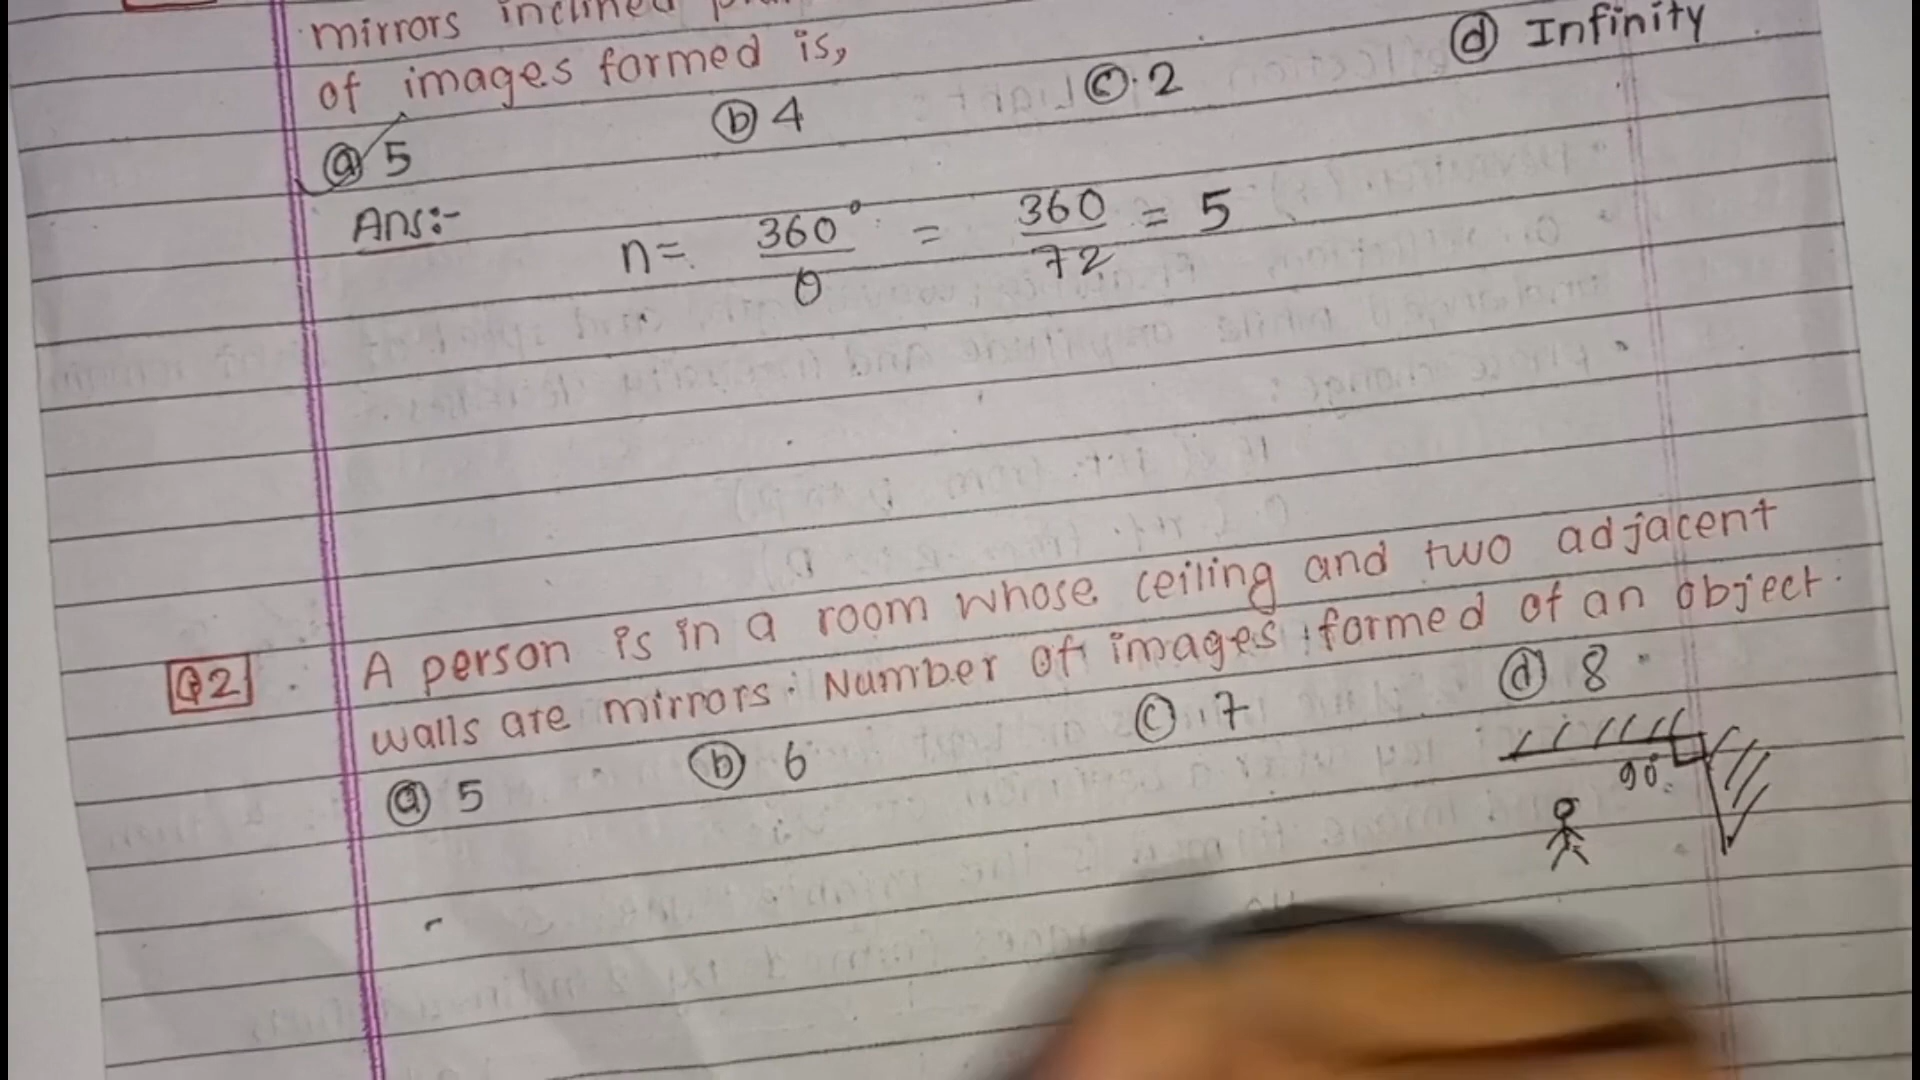 mirrors inclined
of images formed is,
(a) 5 (b) 4 (c) 2 (d) Infinity
Ans:- n = 360° / θ = 360 / 72 = 5
Q2 A person is in a room whose ceiling and two adjacent
walls are mirrors. Number of images formed of an object.
(a) 5 (b) 6 (c) 7 (d) 8
90°